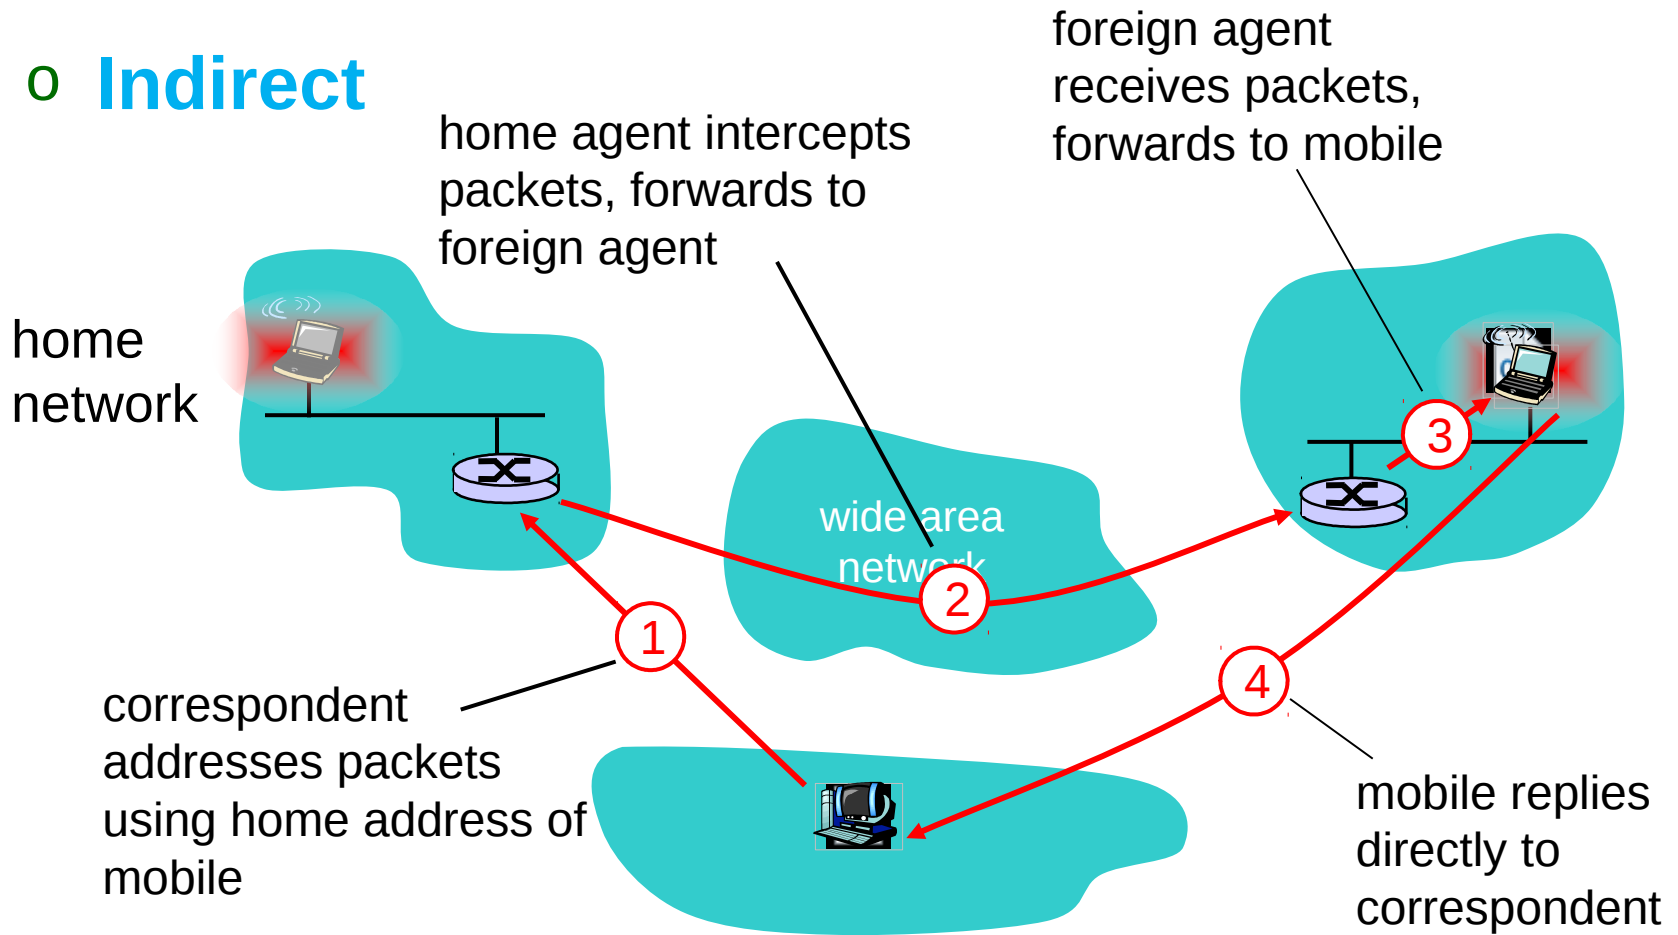 o Indirect
home agent intercepts
packets, forwards to
foreign agent
foreign agent
receives packets,
forwards to mobile
home
network
wide area
network
3
2
1
4
correspondent
addresses packets
using home address of
mobile
mobile replies
directly to
correspondent